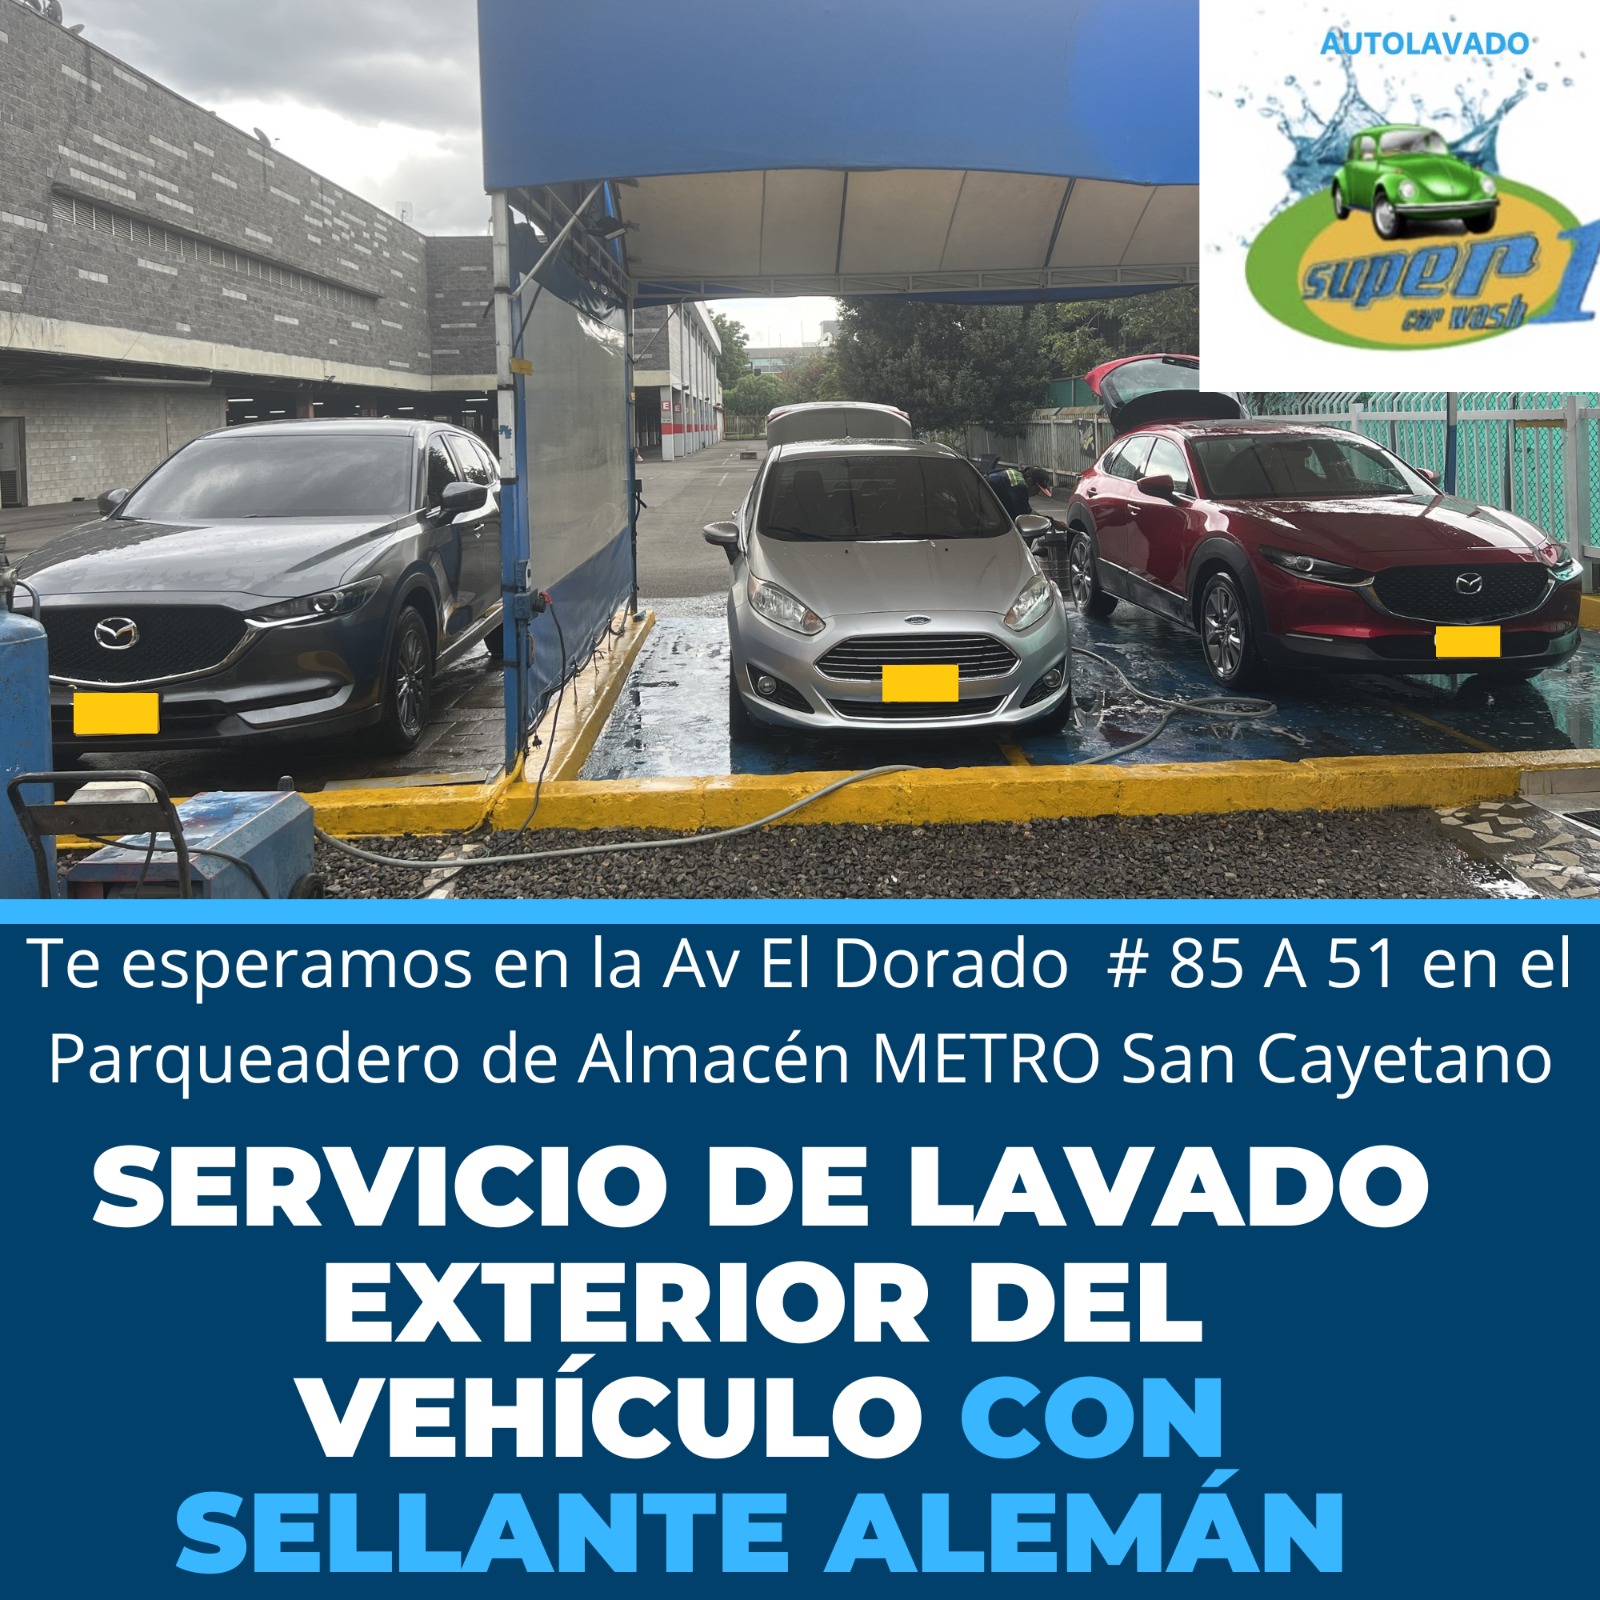 AUTOLAVADO
super 1
car wash
E
E
Te esperamos en la Av El Dorado # 85 A 51 en el
Parqueadero de Almacén METRO San Cayetano
SERVICIO DE LAVADO
EXTERIOR DEL
VEHÍCULO CON
SELLANTE ALEMÁN